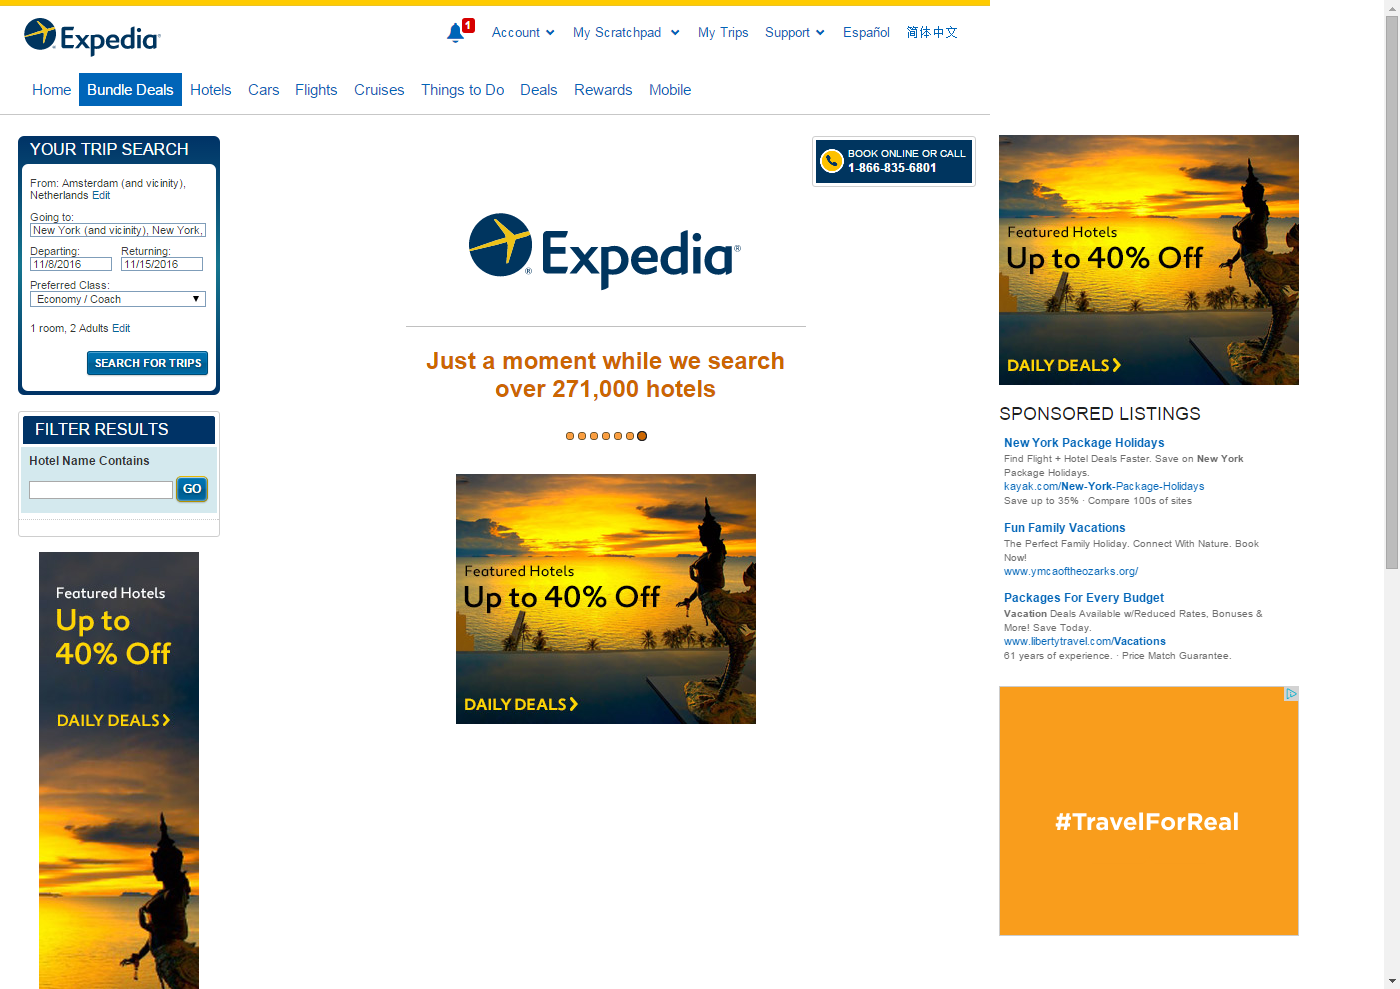 Expedia
1
Account
My Scratchpad
My Trips
Support
Español
简体中文
Home
Bundle Deals
Hotels
Cars
Flights
Cruises
Things to Do
Deals
Rewards
Mobile
YOUR TRIP SEARCH
From: Amsterdam (and vicinity),
Netherlands Edit
Going to:
New York (and vicinity), New York,
Departing:
Returning:
11/8/2016
11/15/2016
Preferred Class:
Economy / Coach
1 room, 2 Adults Edit
SEARCH FOR TRIPS
FILTER RESULTS
Hotel Name Contains
GO
Featured Hotels
Up to
40% Off
DAILY DEALS
BOOK ONLINE OR CALL
1-866-835-6801
Expedia®
Just a moment while we search
over 271,000 hotels
Featured Hotels
Up to 40% Off
DAILY DEALS
Featured Hotels
Up to 40% Off
DAILY DEALS
SPONSORED LISTINGS
New York Package Holidays
Find Flight + Hotel Deals Faster. Save on New York
Package Holidays.
kayak.com/New-York-Package-Holidays
Save up to 35% · Compare 100s of sites
Fun Family Vacations
The Perfect Family Holiday. Connect With Nature. Book
Now!
www.ymcaoftheozarks.org/
Packages For Every Budget
Vacation Deals Available w/Reduced Rates, Bonuses &
More! Save Today.
www.libertytravel.com/Vacations
61 years of experience. · Price Match Guarantee.
#TravelForReal